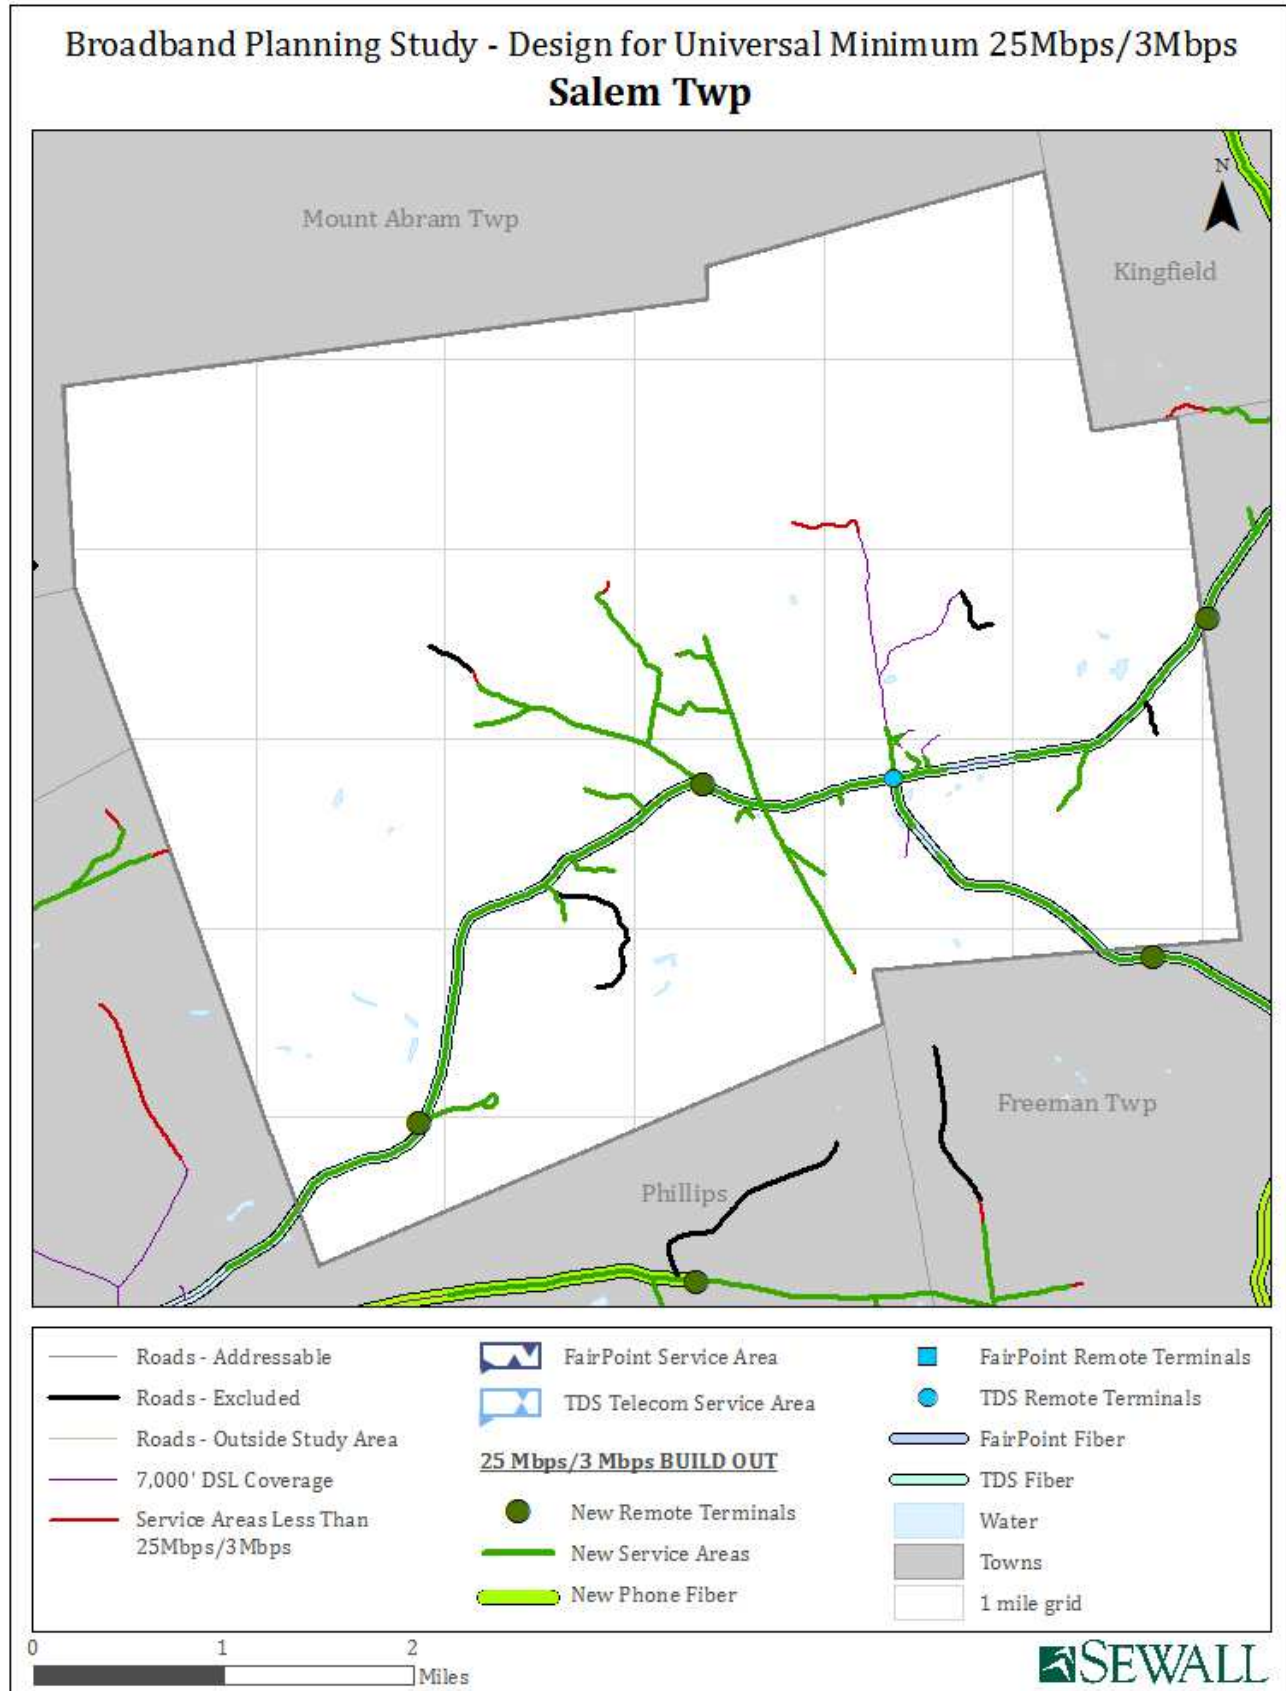 Broadband Planning Study - Design for Universal Minimum 25Mbps/3Mbps
Salem Twp
N
Mount Abram Twp
Kingfield
Freeman Twp
Phillips
Roads - Addressable
Roads - Excluded
Roads - Outside Study Area
7,000' DSL Coverage
Service Areas Less Than
25Mbps/3Mbps
FairPoint Service Area
TDS Telecom Service Area
25 Mbps/3 Mbps BUILD OUT
New Remote Terminals
New Service Areas
New Phone Fiber
FairPoint Remote Terminals
TDS Remote Terminals
FairPoint Fiber
TDS Fiber
Water
Towns
1 mile grid
0 1 2
Miles
SEWALL